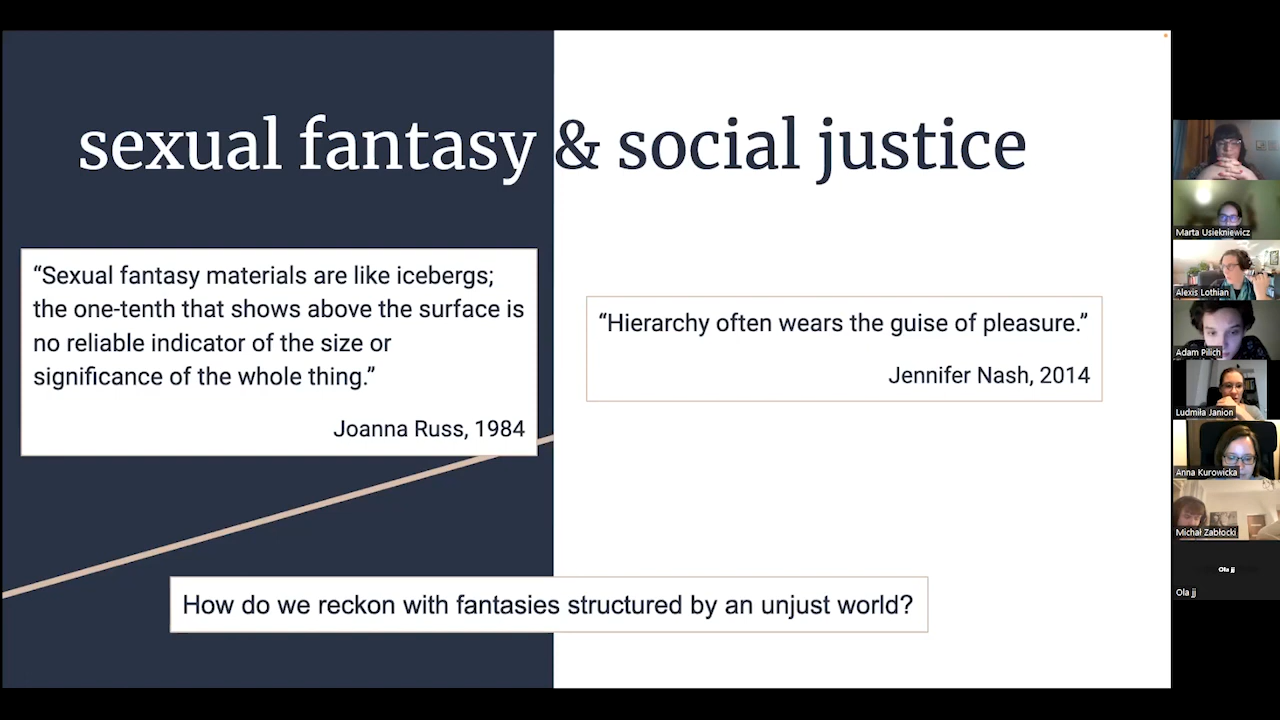 sexual fantasy & social justice
“Sexual fantasy materials are like icebergs;
the one-tenth that shows above the surface is
no reliable indicator of the size or
significance of the whole thing.”
Joanna Russ, 1984
“Hierarchy often wears the guise of pleasure.”
Jennifer Nash, 2014
How do we reckon with fantasies structured by an unjust world?
Marta Usiekniewicz
Alexis Lothian
Adam Pilich
Ludmiła Janion
Anna Kurowicka
Michał Zabłocki
Ola jj
Ola jj